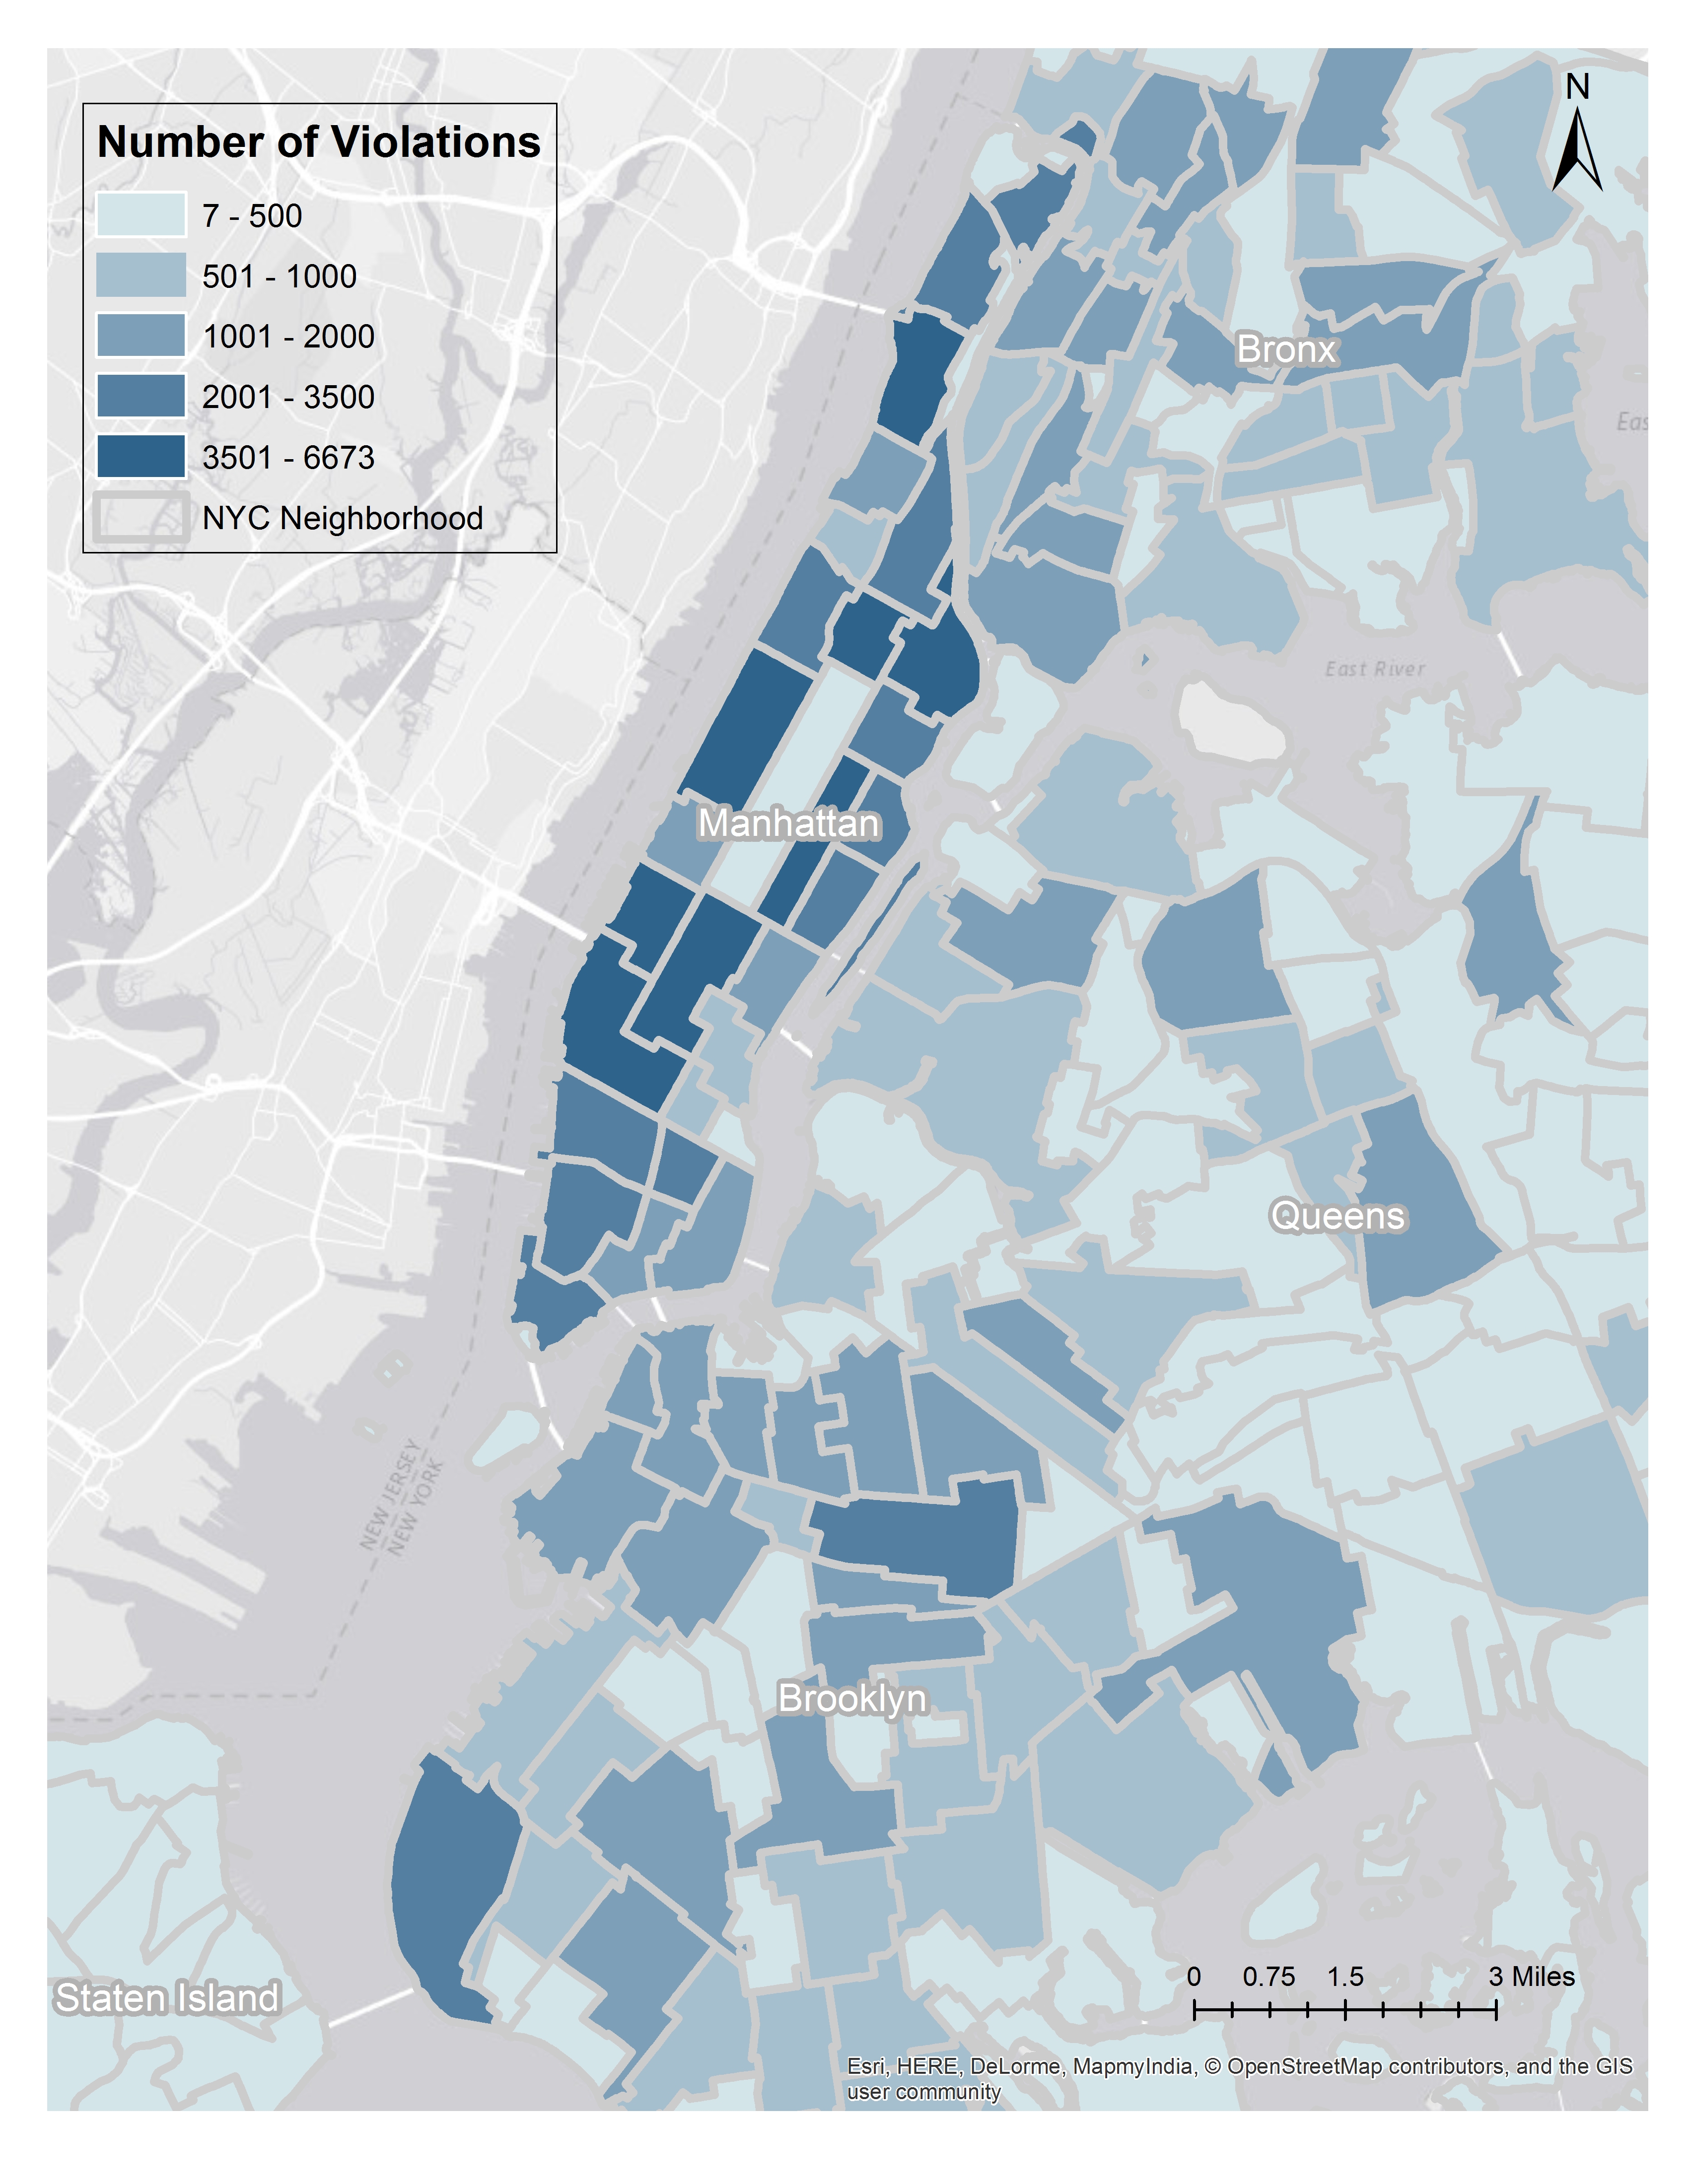 N
Number of Violations
7 - 500
501 - 1000
1001 - 2000
2001 - 3500
3501 - 6673
NYC Neighborhood
Bronx
East River
Manhattan
Queens
NEW JERSEY
NEW YORK
Brooklyn
Staten Island
0 0.75 1.5 3 Miles
Esri, HERE, DeLorme, MapmyIndia, © OpenStreetMap contributors, and the GIS
user community